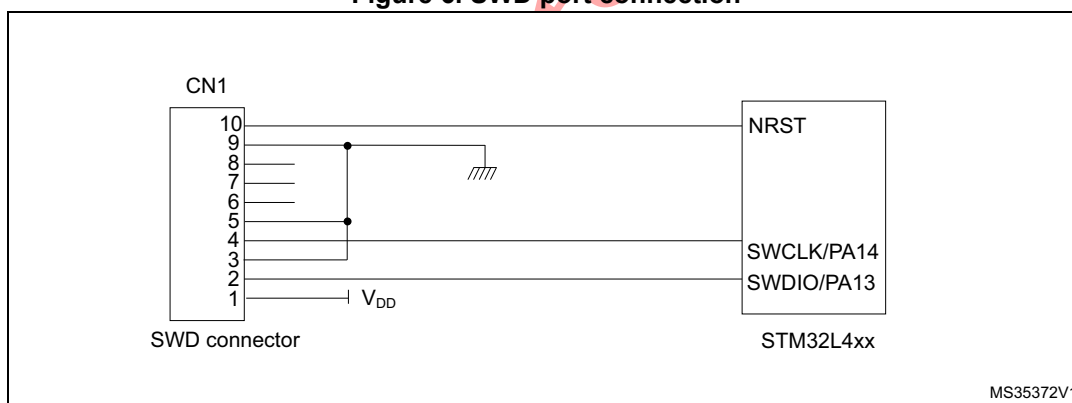 Figure 6. SWD port connection
CN1
10
9
8
7
6
5
4
3
2
1
V_DD
SWD connector
NRST
SWCLK/PA14
SWDIO/PA13
STM32L4xx
MS35372V1